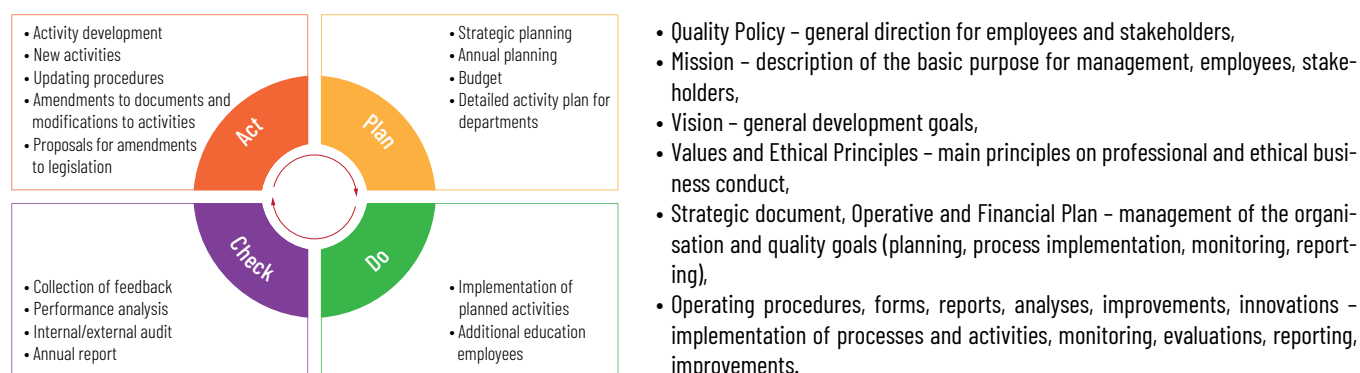 • Activity development
• New activities
• Updating procedures
• Amendments to documents and
modifications to activities
• Proposals for amendments
to legislation
Act
• Strategic planning
• Annual planning
• Budget
• Detailed activity plan for
departments
Plan
• Collection of feedback
• Performance analysis
• Internal/external audit
• Annual report
Check
• Implementation of
planned activities
• Additional education
employees
Do
• Quality Policy – general direction for employees and stakeholders,
• Mission – description of the basic purpose for management, employees, stake-
holders,
• Vision – general development goals,
• Values and Ethical Principles – main principles on professional and ethical busi-
ness conduct,
• Strategic document, Operative and Financial Plan – management of the organi-
sation and quality goals (planning, process implementation, monitoring, report-
ing),
• Operating procedures, forms, reports, analyses, improvements, innovations –
implementation of processes and activities, monitoring, evaluations, reporting,
improvements.